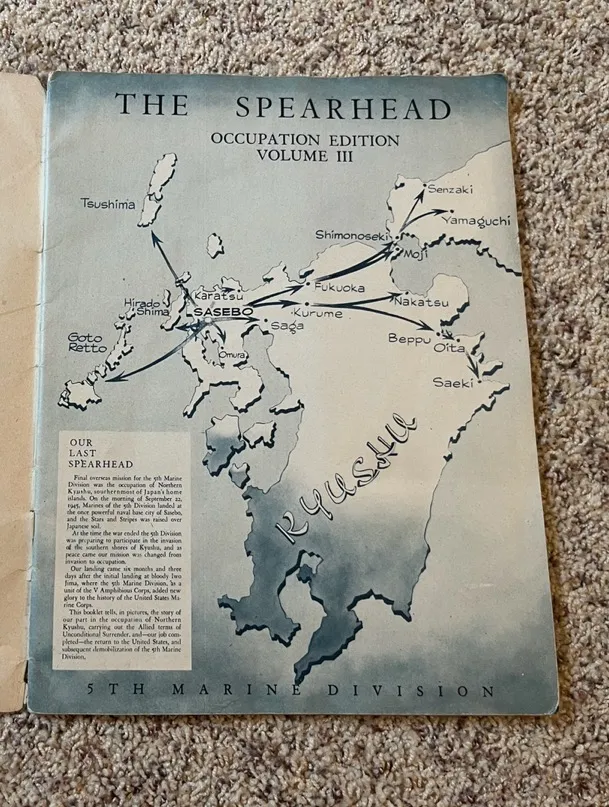 THE SPEARHEAD
OCCUPATION EDITION
VOLUME III
Senzaki
Tsushima
Yamaguchi
Shimonoseki
Moji
Fukuoka
Karatsu
Nakatsu
Hirado
Shima
SASEBO
Kurume
Saga
Goto
Retto
Beppu
Oita
Omura
Saeki
KYUSHU
OUR
LAST
SPEARHEAD
Final overseas mission for the 5th Marine
Division was the occupation of Northern
Kyushu, southernmost of Japan's home
islands. On the morning of September 22,
1945, Marines of the 5th Division landed at
the once powerful naval base city of Sasebo,
and the Stars and Stripes was raised over
Japanese soil.
At the time the war ended the 5th Division
was preparing to participate in the invasion
of the southern shores of Kyushu, and as
peace came our mission was changed from
invasion to occupation.
Our landing came six months and three
days after the initial landing at bloody Iwo
Jima, where the 5th Marine Division, as a
unit of the V Amphibious Corps, added new
glory to the history of the United States Ma-
rine Corps.
This booklet tells, in pictures, the story of
our part in the occupation of Northern
Kyushu, carrying out the Allied terms of
Unconditional Surrender, and—our job com-
pleted—the return to the United States, and
subsequent demobilization of the 5th Marine
Division.
5TH MARINE DIVISION